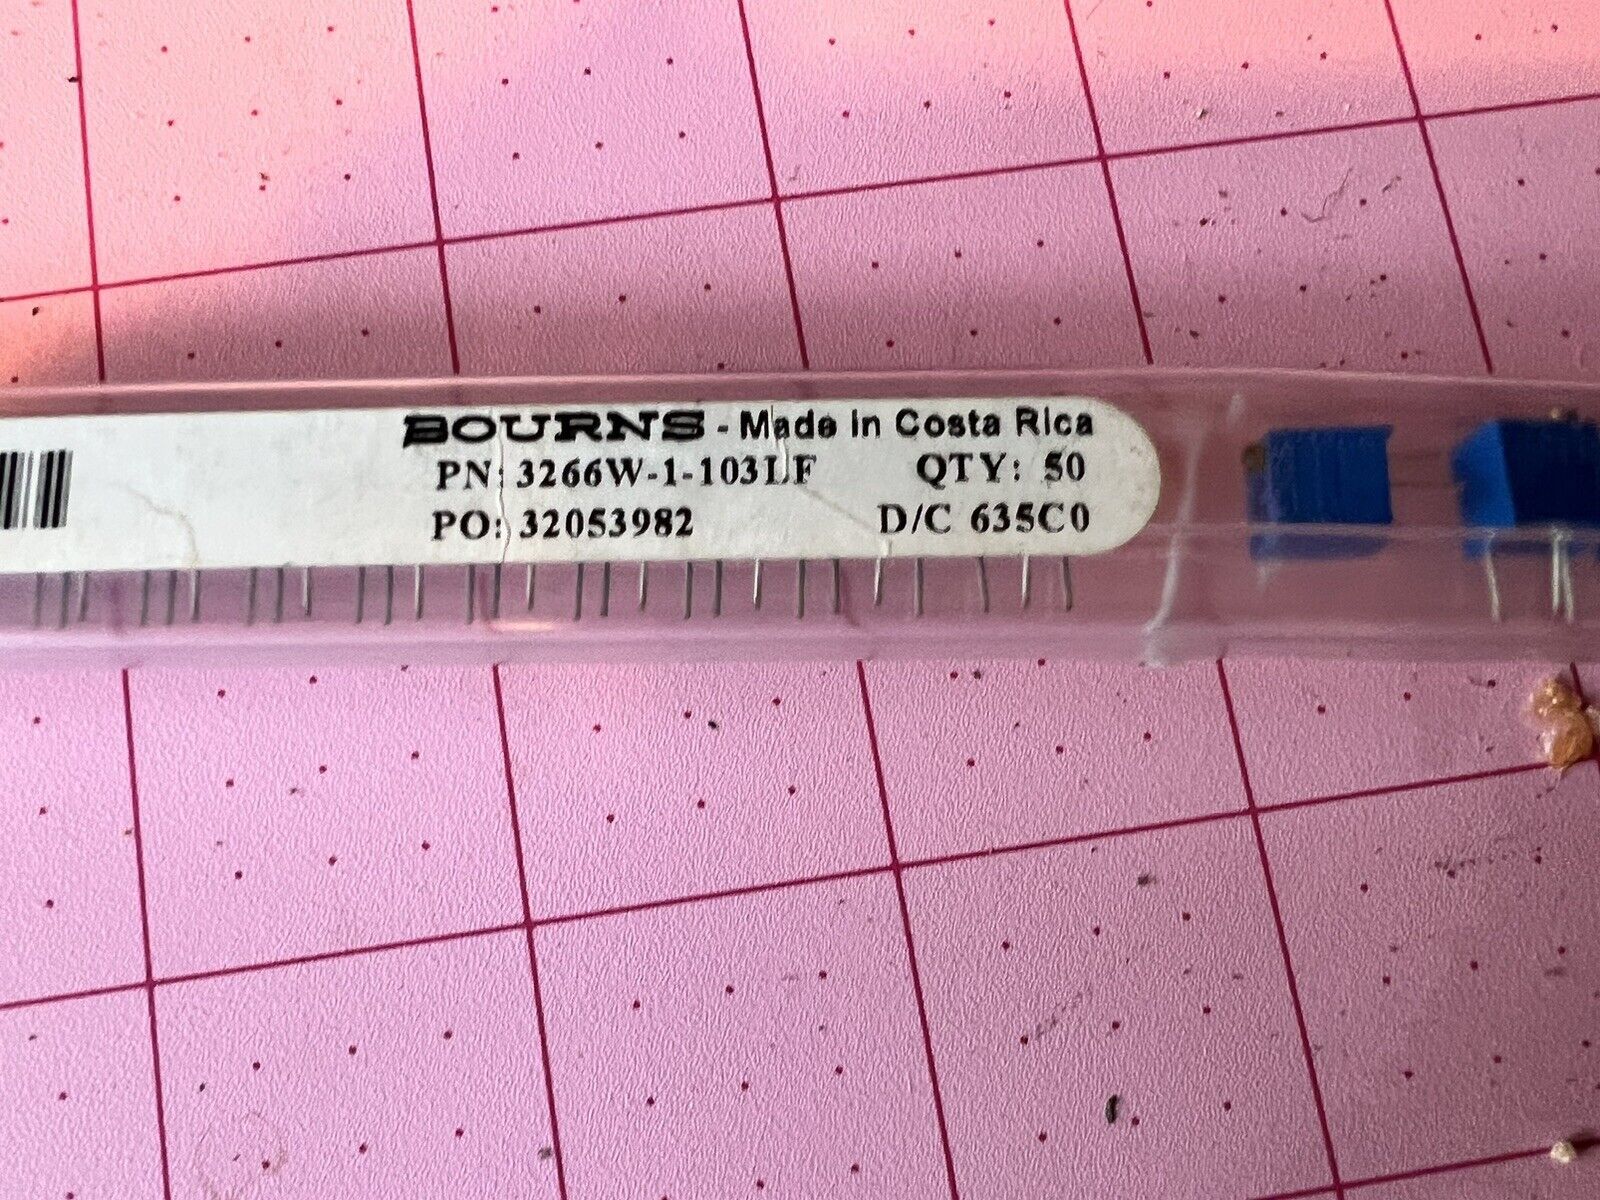 BOURNS - Made in Costa Rica
PN: 3266W-1-103LF QTY: 50
PO: 32053982 D/C 635C0